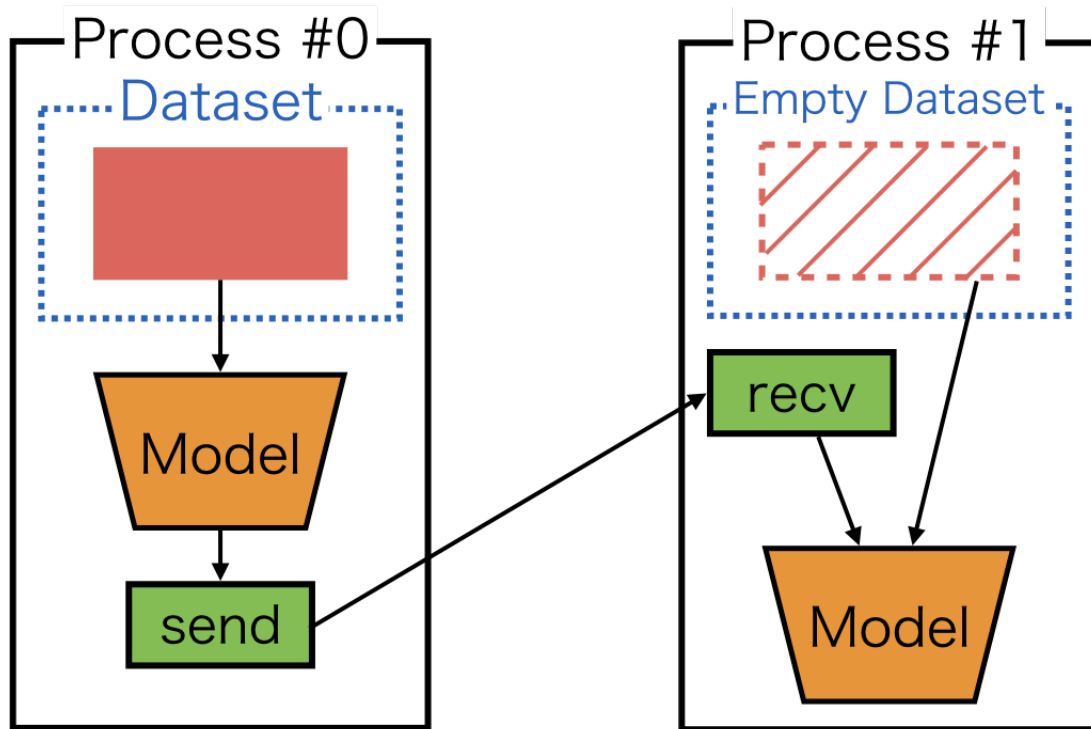 Process #0
Dataset
Model
send
Process #1
Empty Dataset
recv
Model